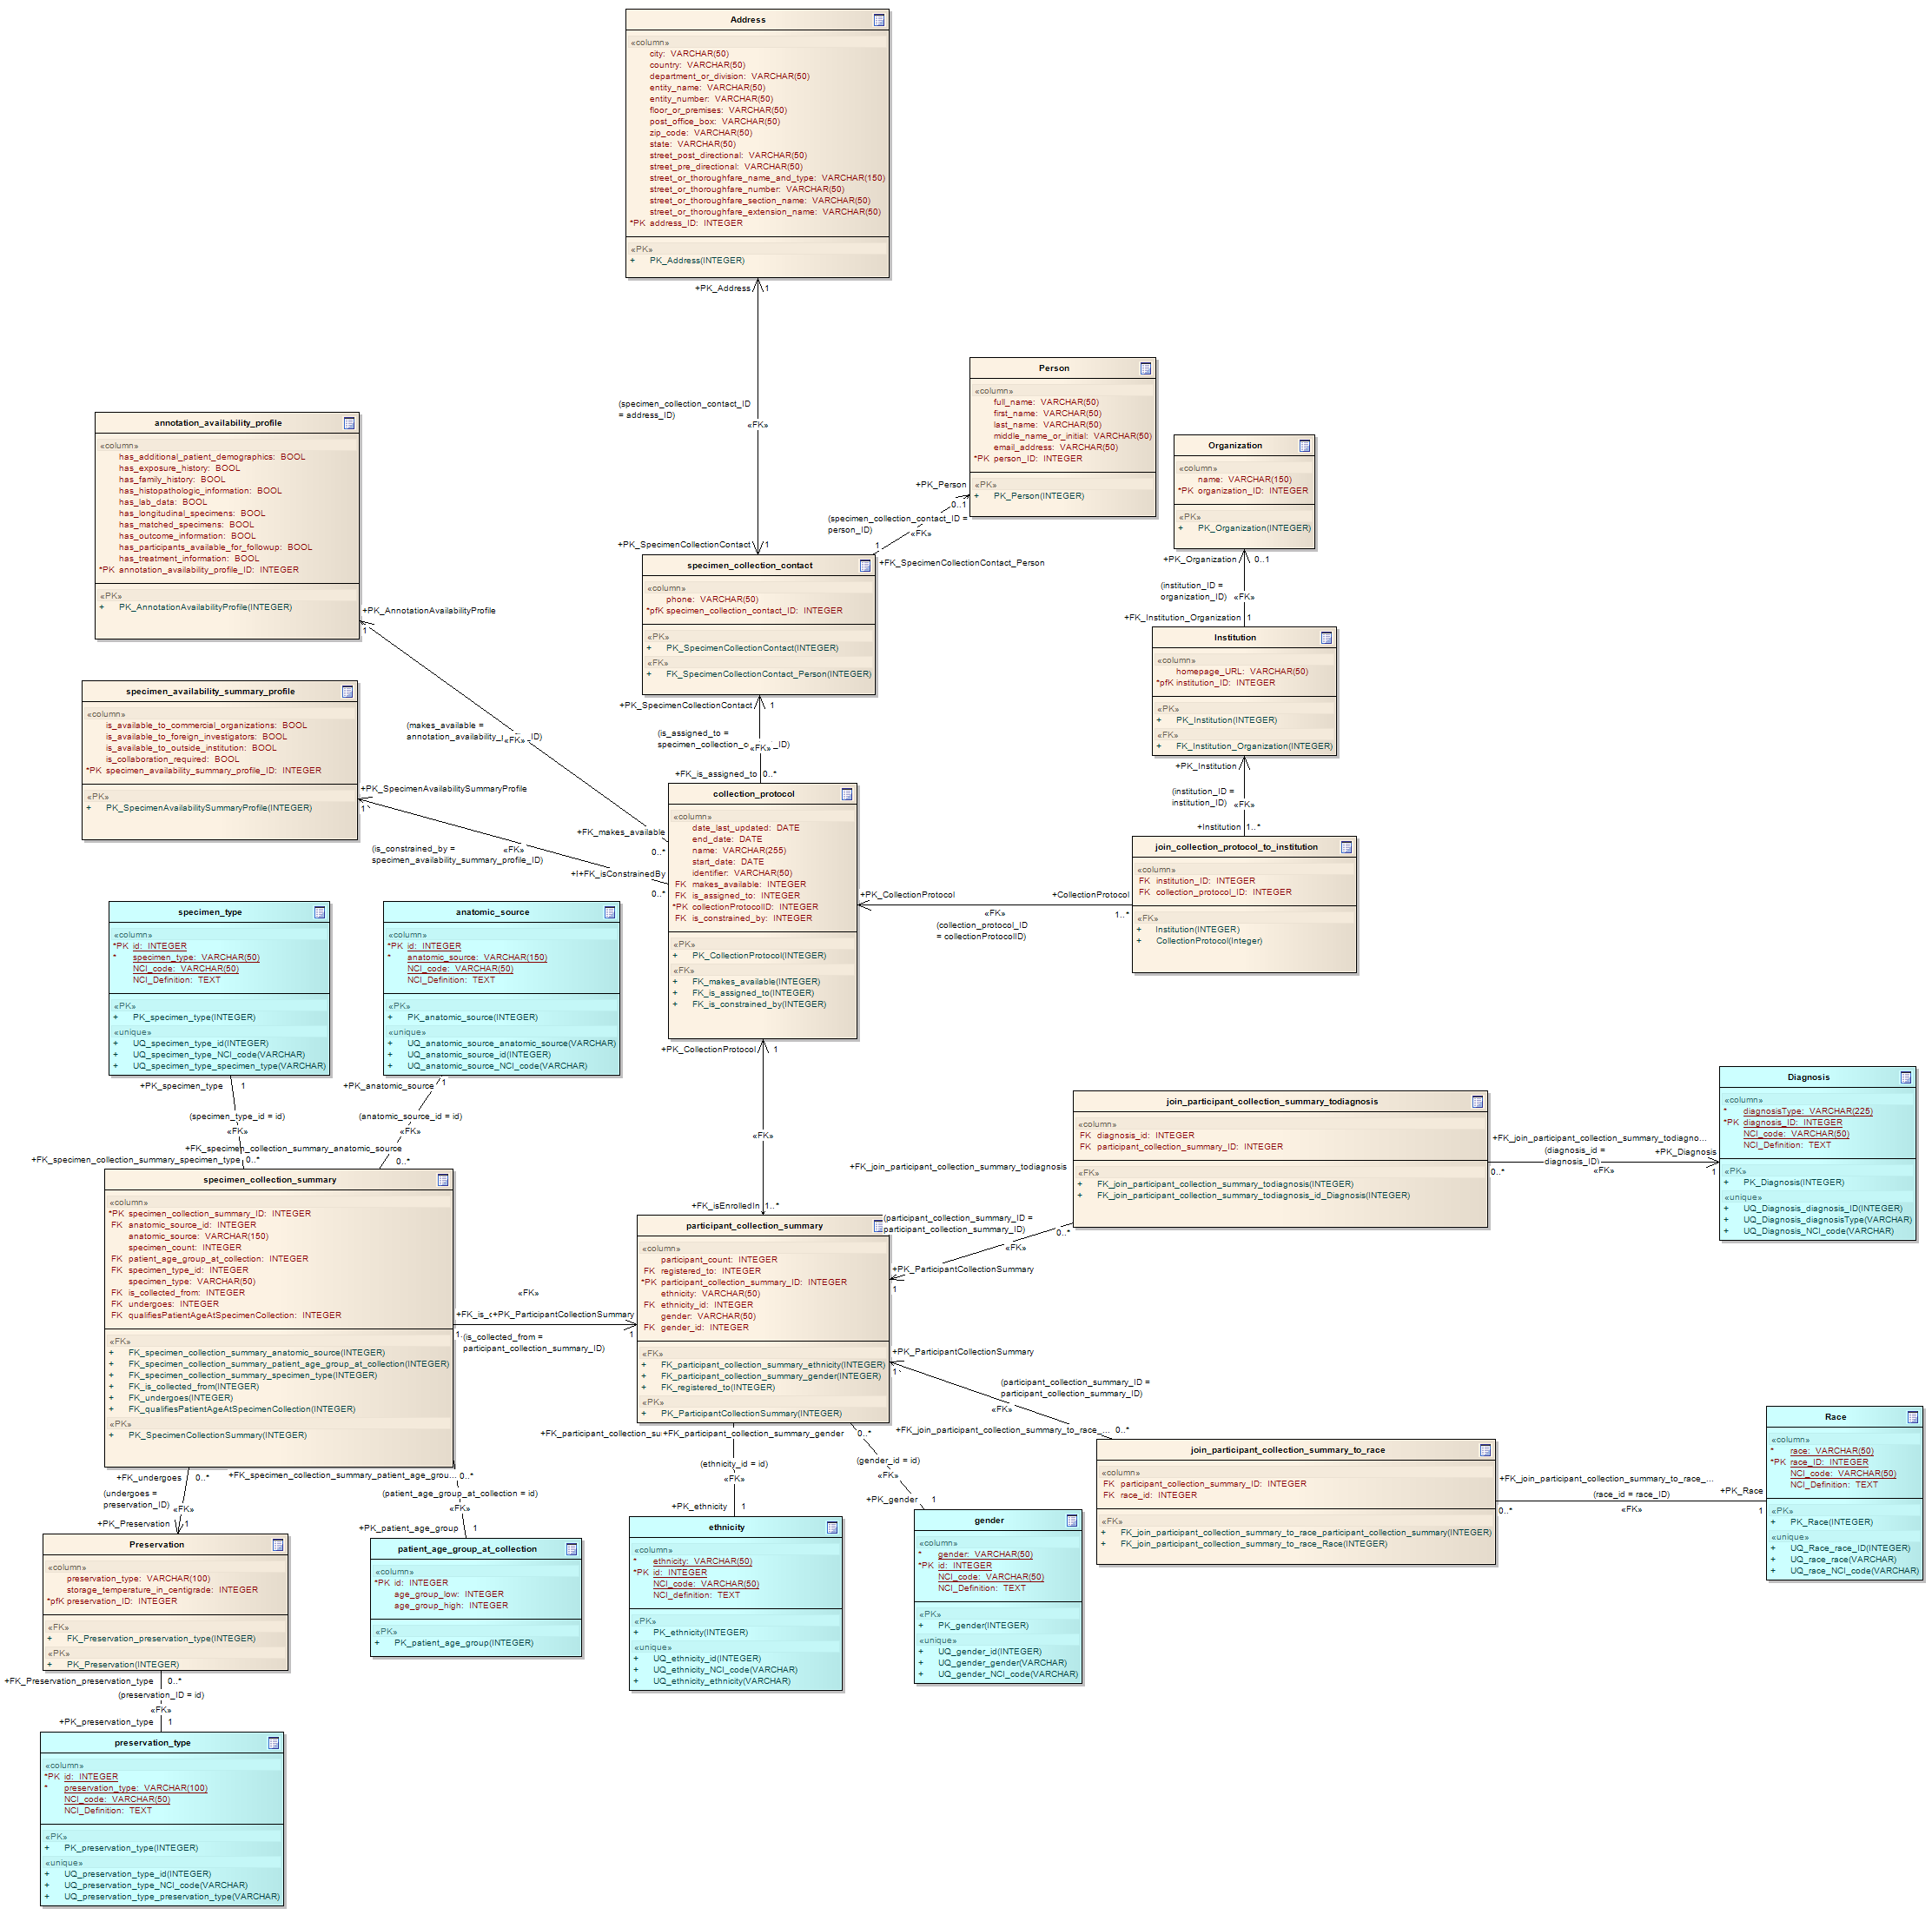 Address
«column»
city: VARCHAR(50)
country: VARCHAR(50)
department_or_division: VARCHAR(50)
entity_name: VARCHAR(50)
entity_number: VARCHAR(50)
floor_or_premises: VARCHAR(50)
post_office_box: VARCHAR(50)
zip_code: VARCHAR(50)
state: VARCHAR(50)
street_post_directional: VARCHAR(50)
street_pre_directional: VARCHAR(50)
street_or_thoroughfare_name_and_type: VARCHAR(150)
street_or_thoroughfare_number: VARCHAR(50)
street_or_thoroughfare_section_name: VARCHAR(50)
street_or_thoroughfare_extension_name: VARCHAR(50)
*PK address_ID: INTEGER
«PK»
+ PK_Address(INTEGER)
+PK_Address 1
(specimen_collection_contact_ID
= address_ID)
«FK»
+PK_SpecimenCollectionContact 1
Person
«column»
full_name: VARCHAR(50)
first_name: VARCHAR(50)
last_name: VARCHAR(50)
middle_name_or_initial: VARCHAR(50)
email_address: VARCHAR(50)
*PK person_ID: INTEGER
«PK»
+ PK_Person(INTEGER)
+PK_Person
0..1
(specimen_collection_contact_ID =
person_ID)
«FK»
1
+FK_SpecimenCollectionContact_Person
Organization
«column»
name: VARCHAR(150)
*PK organization_ID: INTEGER
«PK»
+ PK_Organization(INTEGER)
+PK_Organization 0..1
(institution_ID =
organization_ID)
«FK»
+FK_Institution_Organization 1
Institution
«column»
homepage_URL: VARCHAR(50)
*pfK institution_ID: INTEGER
«PK»
+ PK_Institution(INTEGER)
«FK»
+ FK_Institution_Organization(INTEGER)
+PK_Institution
(institution_ID =
institution_ID)
«FK»
+Institution 1..*
join_collection_protocol_to_institution
«column»
FK institution_ID: INTEGER
FK collection_protocol_ID: INTEGER
«FK»
+ Institution(INTEGER)
+ CollectionProtocol(Integer)
+PK_CollectionProtocol
+CollectionProtocol
1..*
«FK»
(collection_protocol_ID
= collectionProtocolID)
annotation_availability_profile
«column»
has_additional_patient_demographics: BOOL
has_exposure_history: BOOL
has_family_history: BOOL
has_histopathologic_information: BOOL
has_lab_data: BOOL
has_longitudinal_specimens: BOOL
has_matched_specimens: BOOL
has_outcome_information: BOOL
has_participants_available_for_followup: BOOL
has_treatment_information: BOOL
*PK annotation_availability_profile_ID: INTEGER
«PK»
+ PK_AnnotationAvailabilityProfile(INTEGER)
+PK_AnnotationAvailabilityProfile
1
(makes_available =
annotation_availability_ _ID)
«FK»
+FK_makes_available
0..*
specimen_collection_contact
«column»
phone: VARCHAR(50)
*pfK specimen_collection_contact_ID: INTEGER
«PK»
+ PK_SpecimenCollectionContact(INTEGER)
«FK»
+ FK_SpecimenCollectionContact_Person(INTEGER)
+PK_SpecimenCollectionContact 1
(is_assigned_to =
specimen_collection_c _ID)
«FK»
+FK_is_assigned_to 0..*
specimen_availability_summary_profile
«column»
is_available_to_commercial_organizations: BOOL
is_available_to_foreign_investigators: BOOL
is_available_to_outside_institution: BOOL
is_collaboration_required: BOOL
*PK specimen_availability_summary_profile_ID: INTEGER
«PK»
+ PK_SpecimenAvailabilitySummaryProfile(INTEGER)
+PK_SpecimenAvailabilitySummaryProfile
1
(is_constrained_by =
specimen_availability_summary_profile_ID)
«FK»
+I+FK_isConstrainedBy
0..*
collection_protocol
«column»
date_last_updated: DATE
end_date: DATE
name: VARCHAR(255)
start_date: DATE
identifier: VARCHAR(50)
FK makes_available: INTEGER
FK is_assigned_to: INTEGER
*PK collectionProtocolID: INTEGER
FK is_constrained_by: INTEGER
«PK»
+ PK_CollectionProtocol(INTEGER)
«FK»
+ FK_makes_available(INTEGER)
+ FK_is_assigned_to(INTEGER)
+ FK_is_constrained_by(INTEGER)
+PK_CollectionProtocol 1
«FK»
+FK_isEnrolledIn 1..*
specimen_type
«column»
*PK id: INTEGER
* specimen_type: VARCHAR(50)
NCI_code: VARCHAR(50)
NCI_Definition: TEXT
«PK»
+ PK_specimen_type(INTEGER)
«unique»
+ UQ_specimen_type_id(INTEGER)
+ UQ_specimen_type_NCI_code(VARCHAR)
+ UQ_specimen_type_specimen_type(VARCHAR)
+PK_specimen_type 1
(specimen_type_id = id)
«FK»
+FK_specimen_collection_summary_specimen_type 0..*
anatomic_source
«column»
*PK id: INTEGER
* anatomic_source: VARCHAR(150)
NCI_code: VARCHAR(50)
NCI_Definition: TEXT
«PK»
+ PK_anatomic_source(INTEGER)
«unique»
+ UQ_anatomic_source_anatomic_source(VARCHAR)
+ UQ_anatomic_source_id(INTEGER)
+ UQ_anatomic_source_NCI_code(VARCHAR)
+PK_anatomic_source 1
(anatomic_source_id = id)
«FK»
+FK_specimen_collection_summary_anatomic_source
0..*
specimen_collection_summary
«column»
*PK specimen_collection_summary_ID: INTEGER
FK anatomic_source_id: INTEGER
anatomic_source: VARCHAR(150)
specimen_count: INTEGER
FK patient_age_group_at_collection: INTEGER
FK specimen_type_id: INTEGER
specimen_type: VARCHAR(50)
FK is_collected_from: INTEGER
FK undergoes: INTEGER
FK qualifiesPatientAgeAtSpecimenCollection: INTEGER
«FK»
+ FK_specimen_collection_summary_anatomic_source(INTEGER)
+ FK_specimen_collection_summary_patient_age_group_at_collection(INTEGER)
+ FK_specimen_collection_summary_specimen_type(INTEGER)
+ FK_is_collected_from(INTEGER)
+ FK_undergoes(INTEGER)
+ FK_qualifiesPatientAgeAtSpecimenCollection(INTEGER)
«PK»
+ PK_SpecimenCollectionSummary(INTEGER)
«FK»
+FK_is_c +PK_ParticipantCollectionSummary
1. 1
(is_collected_from =
participant_collection_summary_ID)
participant_collection_summary
«column»
participant_count: INTEGER
FK registered_to: INTEGER
*PK participant_collection_summary_ID: INTEGER
ethnicity: VARCHAR(50)
FK ethnicity_id: INTEGER
gender: VARCHAR(50)
FK gender_id: INTEGER
«FK»
+ FK_participant_collection_summary_ethnicity(INTEGER)
+ FK_participant_collection_summary_gender(INTEGER)
+ FK_registered_to(INTEGER)
«PK»
+ PK_ParticipantCollectionSummary(INTEGER)
join_participant_collection_summary_todiagnosis
«column»
FK diagnosis_id: INTEGER
FK participant_collection_summary_ID: INTEGER
«FK»
+ FK_join_participant_collection_summary_todiagnosis(INTEGER)
+ FK_join_participant_collection_summary_todiagnosis_id_Diagnosis(INTEGER)
+FK_join_participant_collection_summary_todiagnosis
(participant_collection_summary_ID =
participant_collection_summary_ID)
0..*
«FK»
+PK_ParticipantCollectionSummary
1
+FK_join_participant_collection_summary_todiagno...
(diagnosis_id =
diagnosis_ID)
+PK_Diagnosis
0..* «FK» 1
Diagnosis
«column»
* diagnosisType: VARCHAR(225)
*PK diagnosis_ID: INTEGER
NCI_code: VARCHAR(50)
NCI_Definition: TEXT
«PK»
+ PK_Diagnosis(INTEGER)
«unique»
+ UQ_Diagnosis_diagnosis_ID(INTEGER)
+ UQ_Diagnosis_diagnosisType(VARCHAR)
+ UQ_Diagnosis_NCI_code(VARCHAR)
+PK_ParticipantCollectionSummary
1
(participant_collection_summary_ID =
participant_collection_summary_ID)
«FK»
+FK_join_participant_collection_summary_to_race_... 0..*
join_participant_collection_summary_to_race
«column»
FK participant_collection_summary_ID: INTEGER
FK race_id: INTEGER
«FK»
+ FK_join_participant_collection_summary_to_race_participant_collection_summary(INTEGER)
+ FK_join_participant_collection_summary_to_race_Race(INTEGER)
+FK_join_participant_collection_summary_to_race_...
(race_id = race_ID)
+PK_Race
0..* «FK» 1
Race
«column»
* race: VARCHAR(50)
*PK race_ID: INTEGER
NCI_code: VARCHAR(50)
NCI_Definition: TEXT
«PK»
+ PK_Race(INTEGER)
«unique»
+ UQ_Race_race_ID(INTEGER)
+ UQ_race_race(VARCHAR)
+ UQ_race_NCI_code(VARCHAR)
+FK_undergoes 0..*
(undergoes =
preservation_ID)
«FK»
+PK_Preservation 1
+FK_specimen_collection_summary_patient_age_grou... 0..*
(patient_age_group_at_collection = id)
«FK»
+PK_patient_age_group 1
+FK_participant_collection_su +FK_participant_collection_summary_gender 0..*
(ethnicity_id = id)
«FK»
+PK_ethnicity 1
(gender_id = id)
«FK»
+PK_gender 1
Preservation
«column»
preservation_type: VARCHAR(100)
storage_temperature_in_centigrade: INTEGER
*pfK preservation_ID: INTEGER
«FK»
+ FK_Preservation_preservation_type(INTEGER)
«PK»
+ PK_Preservation(INTEGER)
+FK_Preservation_preservation_type 0..*
(preservation_ID = id)
«FK»
+PK_preservation_type 1
patient_age_group_at_collection
«column»
*PK id: INTEGER
age_group_low: INTEGER
age_group_high: INTEGER
«PK»
+ PK_patient_age_group(INTEGER)
ethnicity
«column»
* ethnicity: VARCHAR(50)
*PK id: INTEGER
NCI_code: VARCHAR(50)
NCI_definition: TEXT
«PK»
+ PK_ethnicity(INTEGER)
«unique»
+ UQ_ethnicity_id(INTEGER)
+ UQ_ethnicity_NCI_code(VARCHAR)
+ UQ_ethnicity_ethnicity(VARCHAR)
gender
«column»
* gender: VARCHAR(50)
*PK id: INTEGER
NCI_code: VARCHAR(50)
NCI_Definition: TEXT
«PK»
+ PK_gender(INTEGER)
«unique»
+ UQ_gender_id(INTEGER)
+ UQ_gender_gender(VARCHAR)
+ UQ_gender_NCI_code(VARCHAR)
preservation_type
«column»
*PK id: INTEGER
* preservation_type: VARCHAR(100)
NCI_code: VARCHAR(50)
NCI_Definition: TEXT
«PK»
+ PK_preservation_type(INTEGER)
«unique»
+ UQ_preservation_type_id(INTEGER)
+ UQ_preservation_type_NCI_code(VARCHAR)
+ UQ_preservation_type_preservation_type(VARCHAR)